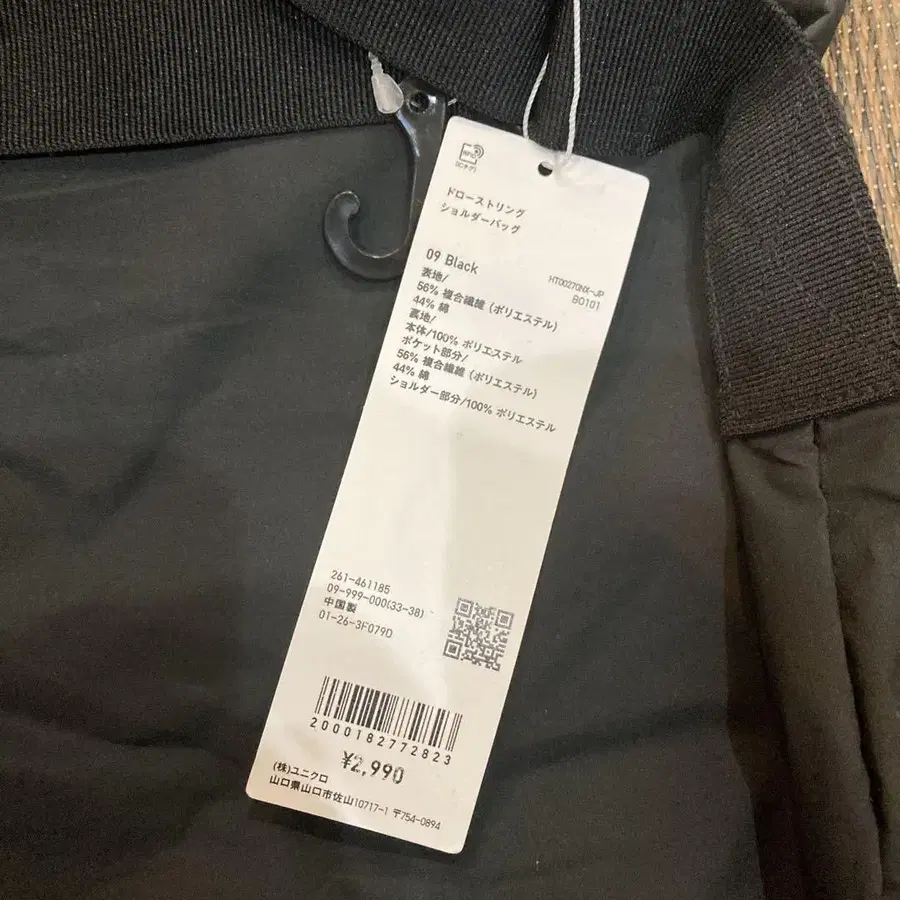 RFID
(ICタグ)
ドローストリング
ショルダーバッグ
09 Black
HT00270NX-JP
BO101
表地/
56% 複合繊維 (ポリエステル)
44% 綿
裏地/
本体/100% ポリエステル
ポケット部分/
56% 複合繊維 (ポリエステル)
44% 綿
ショルダー部分/100% ポリエステル
261-461185
09-999-000(33-38)
中国製
01-26-3F079D
2000182772823
¥2,990
(株)ユニクロ
山口県山口市佐山10717-1 〒754-0894